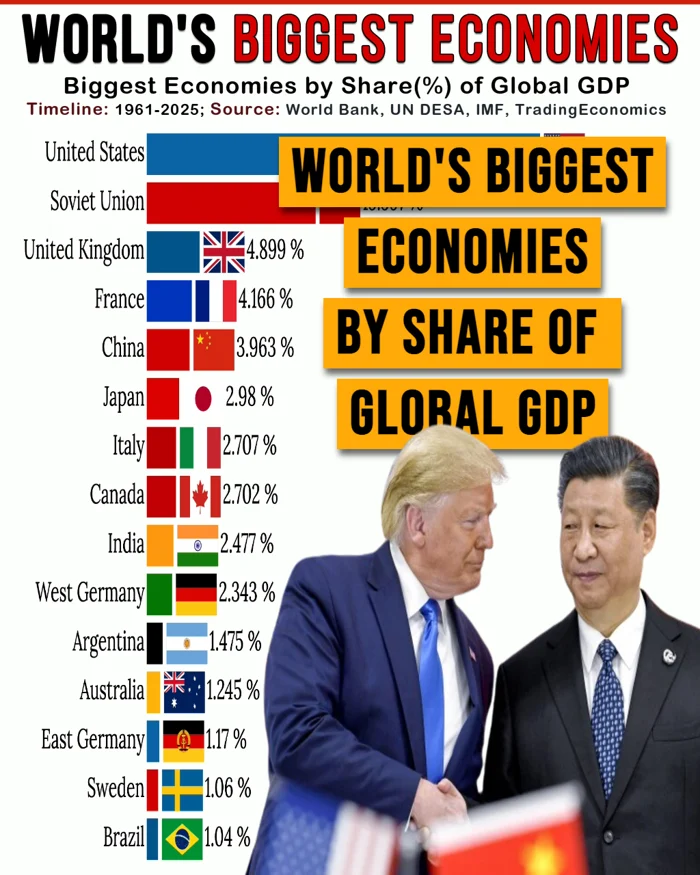 WORLD'S BIGGEST ECONOMIES
Biggest Economies by Share(%) of Global GDP
Timeline: 1961-2025; Source: World Bank, UN DESA, IMF, TradingEconomics
United States
Soviet Union
United Kingdom 4.899 %
France 4.166 %
China 3.963 %
Japan 2.98 %
Italy 2.707 %
Canada 2.702 %
India 2.477 %
West Germany 2.343 %
Argentina 1.475 %
Australia 1.245 %
East Germany 1.17 %
Sweden 1.06 %
Brazil 1.04 %
WORLD'S BIGGEST
ECONOMIES
BY SHARE OF
GLOBAL GDP